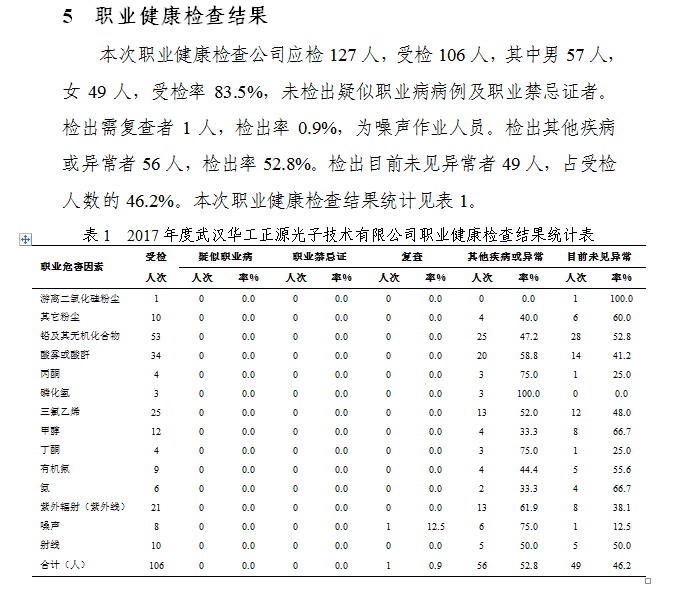 5 职业健康检查结果
本次职业健康检查公司应检 127 人，受检 106 人，其中男 57 人，
女 49 人，受检率 83.5%，未检出疑似职业病病例及职业禁忌证者。
检出需复查者 1 人，检出率 0.9%，为噪声作业人员。检出其他疾病
或异常者 56 人，检出率 52.8%。检出目前未见异常者 49 人，占受检
人数的 46.2%。本次职业健康检查结果统计见表 1。
表 1 2017 年度武汉华工正源光子技术有限公司职业健康检查结果统计表
职业危害因素 受检 疑似职业病 职业禁忌证 复查 其他疾病或异常 目前未见异常
人次 人次 率% 人次 率% 人次 率% 人次 率% 人次 率%
游离二氧化硅粉尘 1 0 0.0 0 0.0 0 0.0 0 0.0 1 100.0
其它粉尘 10 0 0.0 0 0.0 0 0.0 4 40.0 6 60.0
铅及其无机化合物 53 0 0.0 0 0.0 0 0.0 25 47.2 28 52.8
酸雾或酸酐 34 0 0.0 0 0.0 0 0.0 20 58.8 14 41.2
丙酮 4 0 0.0 0 0.0 0 0.0 3 75.0 1 25.0
磷化氢 3 0 0.0 0 0.0 0 0.0 3 100.0 0 0.0
三氯乙烯 25 0 0.0 0 0.0 0 0.0 13 52.0 12 48.0
甲醇 12 0 0.0 0 0.0 0 0.0 4 33.3 8 66.7
丁酮 4 0 0.0 0 0.0 0 0.0 3 75.0 1 25.0
有机氟 9 0 0.0 0 0.0 0 0.0 4 44.4 5 55.6
氨 6 0 0.0 0 0.0 0 0.0 2 33.3 4 66.7
紫外辐射（紫外线） 21 0 0.0 0 0.0 0 0.0 13 61.9 8 38.1
噪声 8 0 0.0 0 0.0 1 12.5 6 75.0 1 12.5
射线 10 0 0.0 0 0.0 0 0.0 5 50.0 5 50.0
合计（人） 106 0 0.0 0 0.0 1 0.9 56 52.8 49 46.2